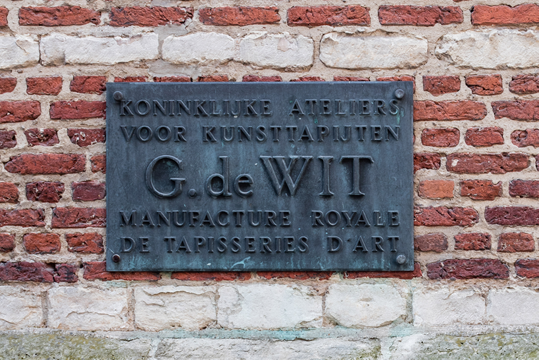 KONINKLIJKE ATELIERS
VOOR KUNSTTAPIJTEN
G. de WIT
MANUFACTURE ROYALE
DE TAPISSERIES D'ART